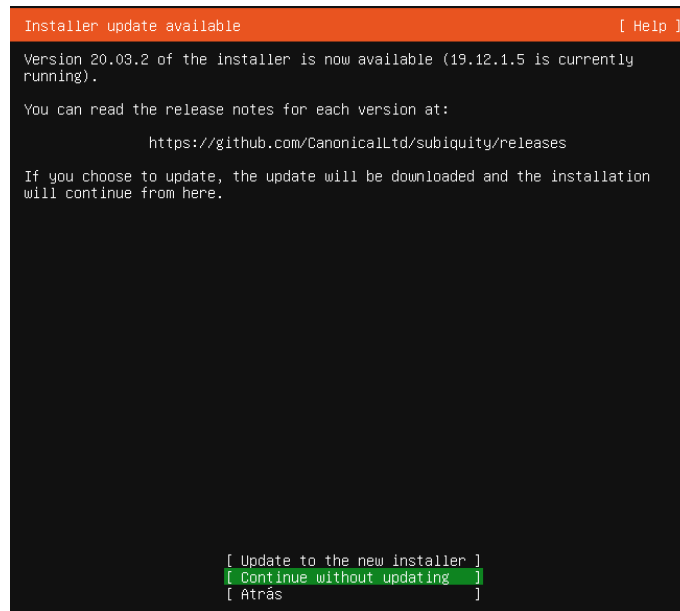 Installer update available [ Help ]
Version 20.03.2 of the installer is now available (19.12.1.5 is currently
running).
You can read the release notes for each version at:
https://github.com/CanonicalLtd/subiquity/releases
If you choose to update, the update will be downloaded and the installation
will continue from here.
[ Update to the new installer ]
[ Continue without updating ]
[ Atrás ]